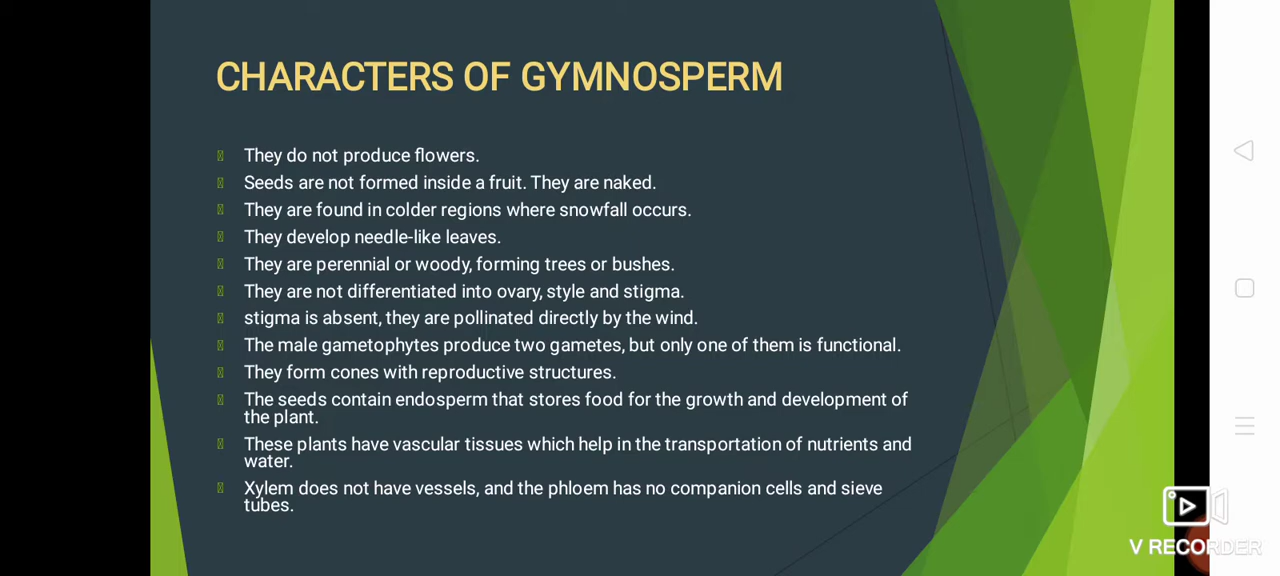 CHARACTERS OF GYMNOSPERM
They do not produce flowers.
Seeds are not formed inside a fruit. They are naked.
They are found in colder regions where snowfall occurs.
They develop needle-like leaves.
They are perennial or woody, forming trees or bushes.
They are not differentiated into ovary, style and stigma.
stigma is absent, they are pollinated directly by the wind.
The male gametophytes produce two gametes, but only one of them is functional.
They form cones with reproductive structures.
The seeds contain endosperm that stores food for the growth and development of
the plant.
These plants have vascular tissues which help in the transportation of nutrients and
water.
Xylem does not have vessels, and the phloem has no companion cells and sieve
tubes.
V RECORDER